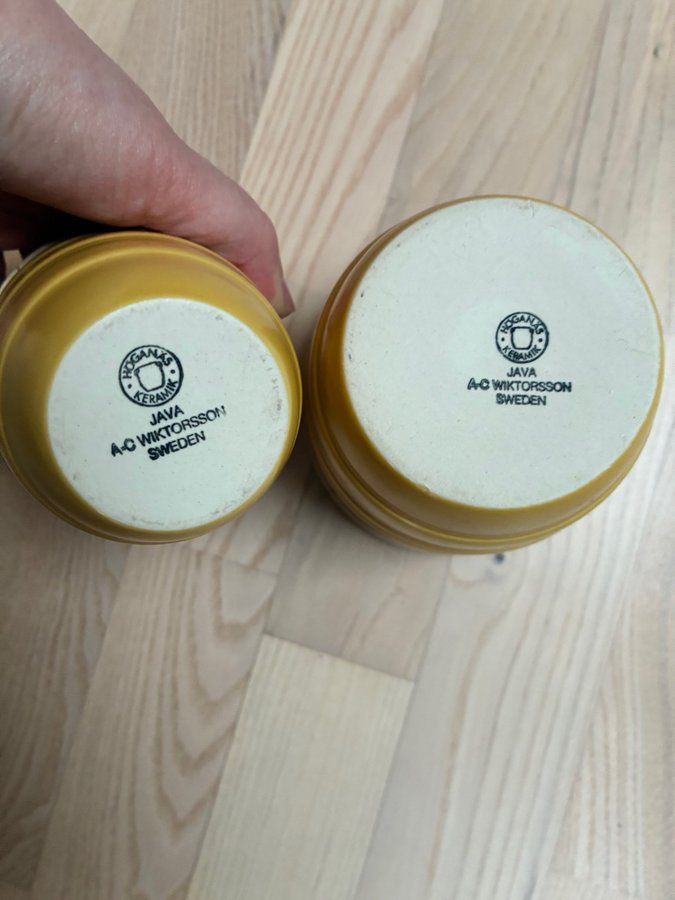 HÖGANÄS
KERAMIK
JAVA
A-C WIKTORSSON
SWEDEN
HÖGANÄS
KERAMIK
JAVA
A-C WIKTORSSON
SWEDEN